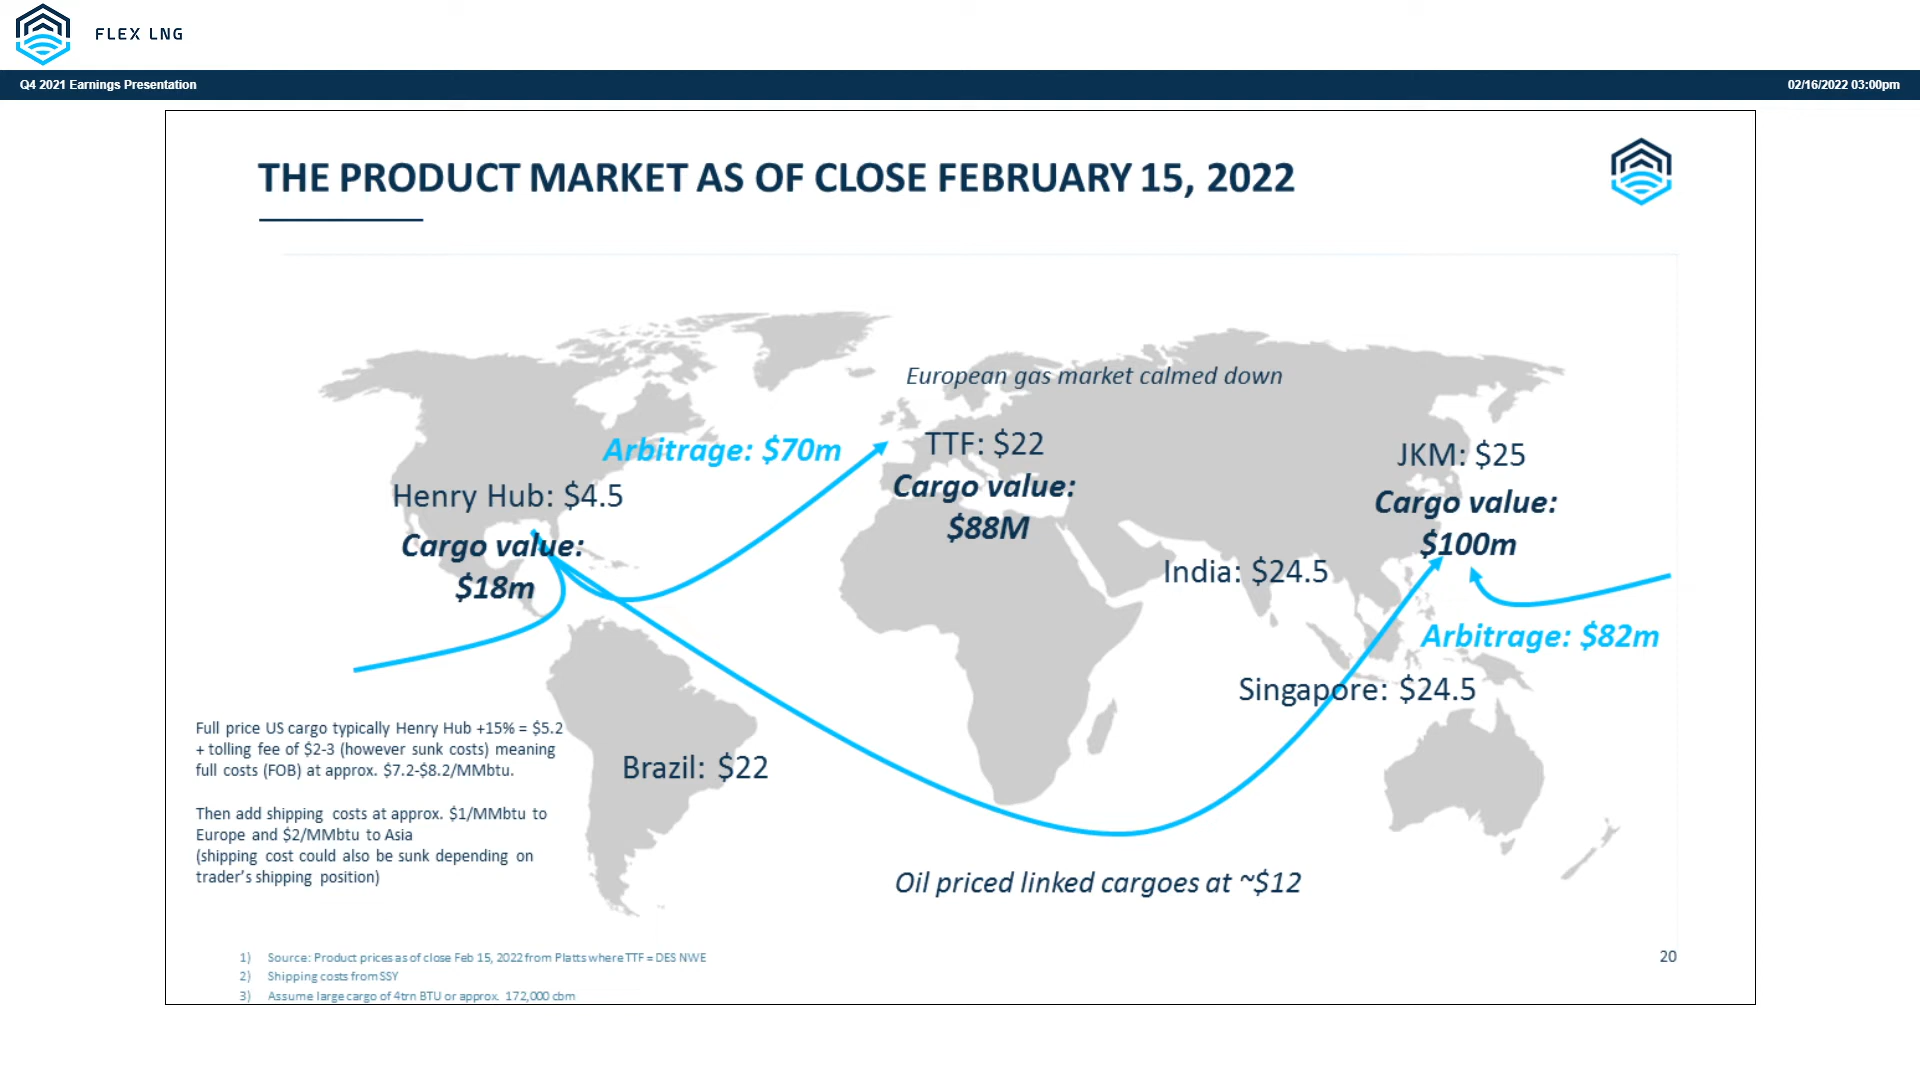 FLEX LNG
Q4 2021 Earnings Presentation
02/16/2022 03:00pm
THE PRODUCT MARKET AS OF CLOSE FEBRUARY 15, 2022
European gas market calmed down
Arbitrage: $70m
TTF: $22
Cargo value:
$88M
JKM: $25
Cargo value:
$100m
Henry Hub: $4.5
Cargo value:
$18m
India: $24.5
Arbitrage: $82m
Singapore: $24.5
Full price US cargo typically Henry Hub +15% = $5.2
+ tolling fee of $2-3 (however sunk costs) meaning
full costs (FOB) at approx. $7.2-$8.2/MMbtu.
Brazil: $22
Then add shipping costs at approx. $1/MMbtu to
Europe and $2/MMbtu to Asia
(shipping cost could also be sunk depending on
trader's shipping position)
Oil priced linked cargoes at ~$12
1) Source: Product prices as of close Feb 15, 2022 from Platts where TTF = DES NWE
2) Shipping costs from SSY
3) Assume large cargo of 4trn BTU or approx. 172,000 cbm
20